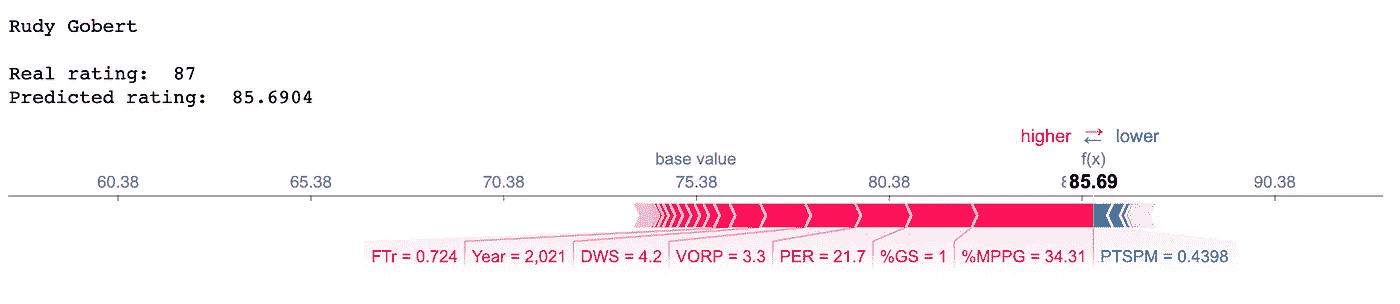 Rudy Gobert
Real rating: 87
Predicted rating: 85.6904
higher ⇄ lower
base value f(x)
60.38 65.38 70.38 75.38 80.38 85.69 90.38
FTr = 0.724 Year = 2,021 DWS = 4.2 VORP = 3.3 PER = 21.7 %GS = 1 %MPPG = 34.31 PTSPM = 0.4398